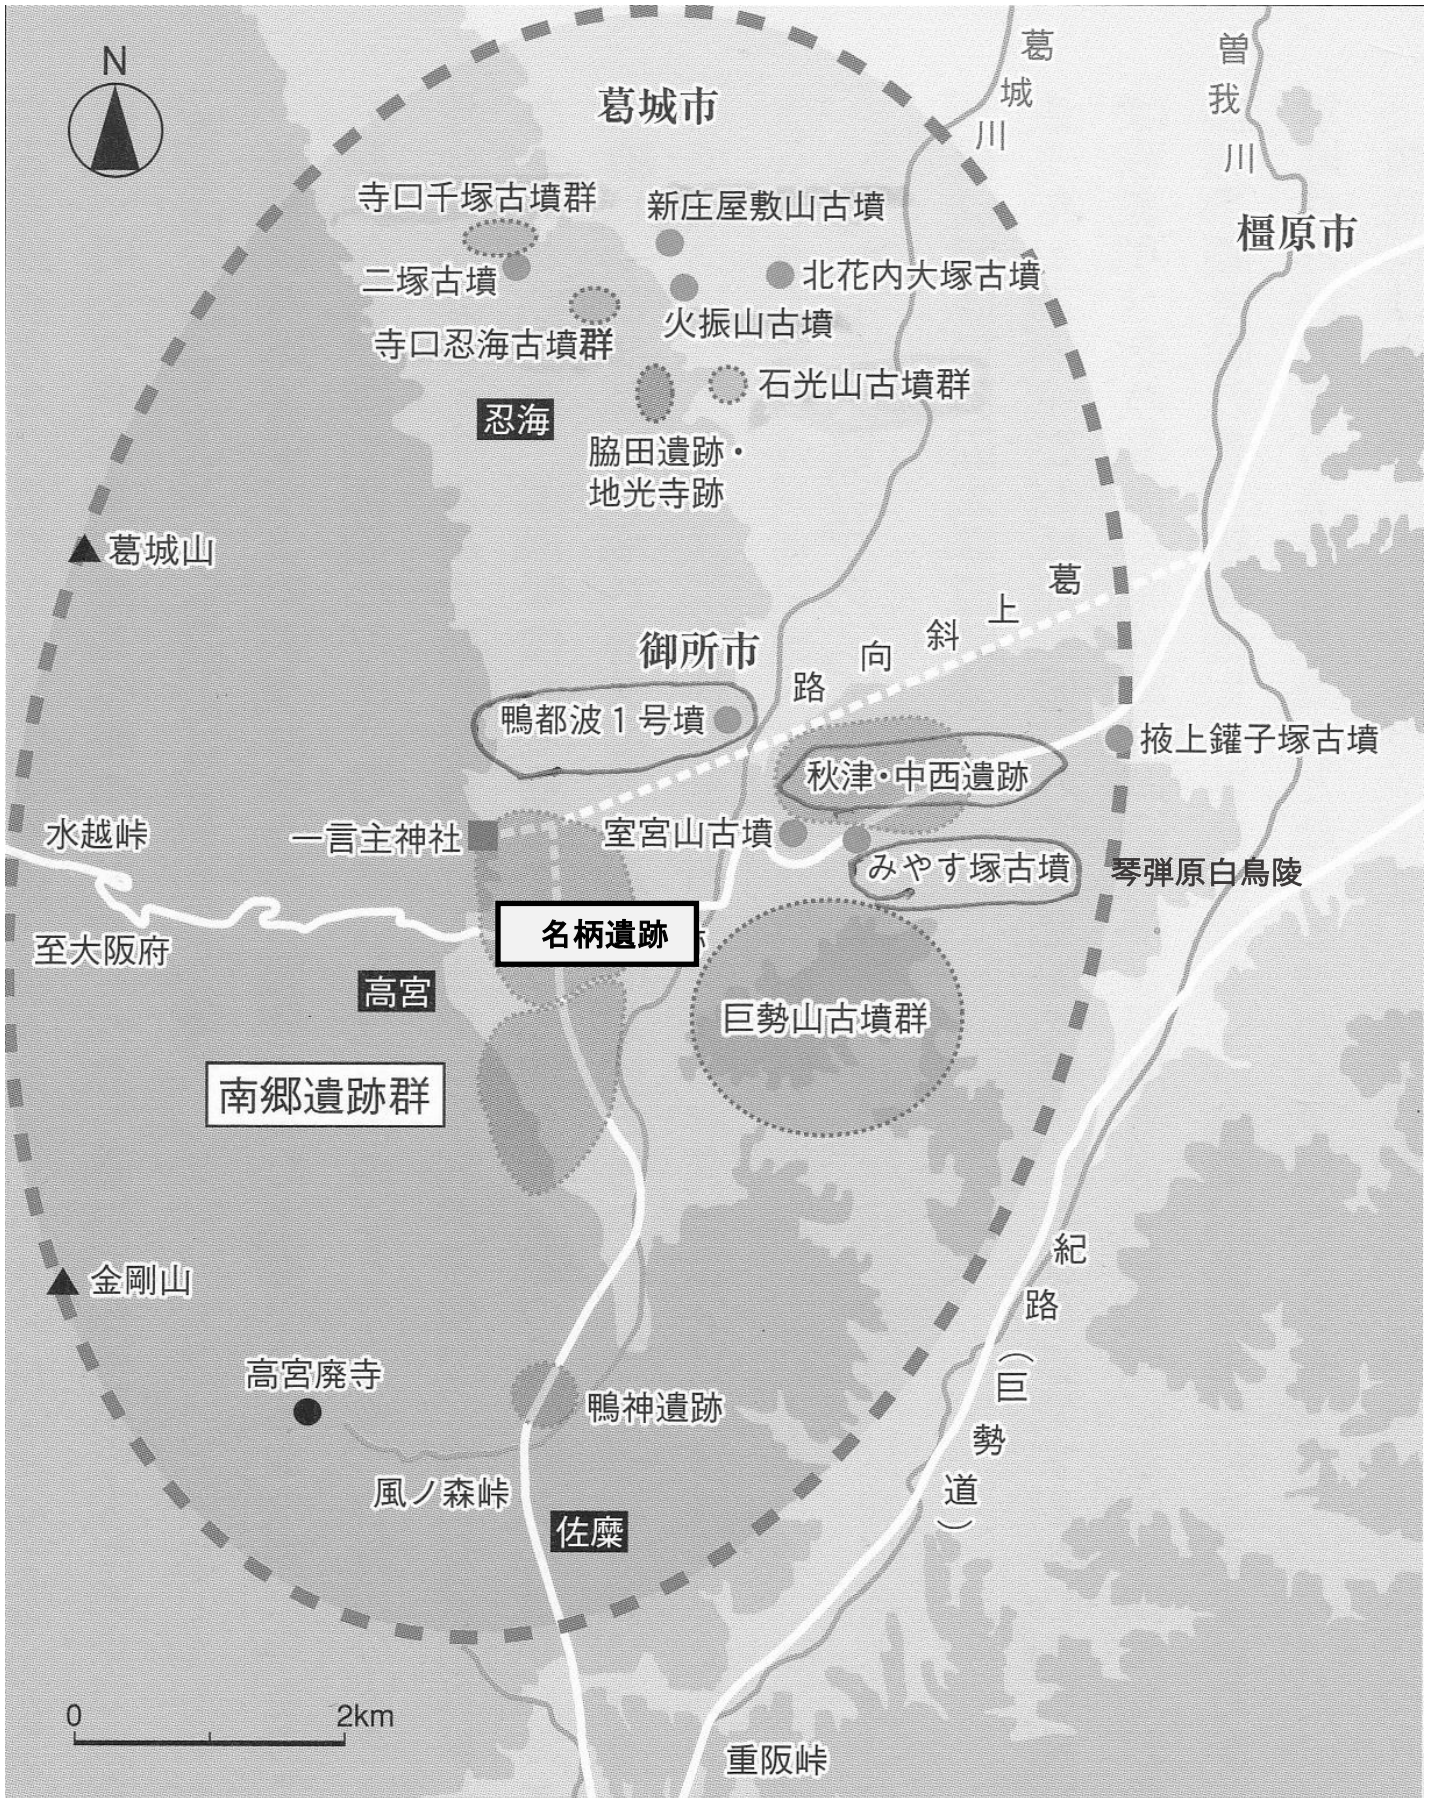 N
葛城川
曽我川
葛城市
寺口千塚古墳群
新庄屋敷山古墳
橿原市
二塚古墳
北花内大塚古墳
火振山古墳
寺口忍海古墳群
石光山古墳群
忍海
脇田遺跡・
地光寺跡
葛城山
葛上斜向路
御所市
鴨都波1号墳
秋津・中西遺跡
掖上鑵子塚古墳
水越峠
一言主神社
室宮山古墳
みやす塚古墳
琴弾原白鳥陵
名柄遺跡
至大阪府
高宮
巨勢山古墳群
南郷遺跡群
紀路(巨勢道)
金剛山
高宮廃寺
鴨神遺跡
風ノ森峠
佐糜
0 2km
重阪峠